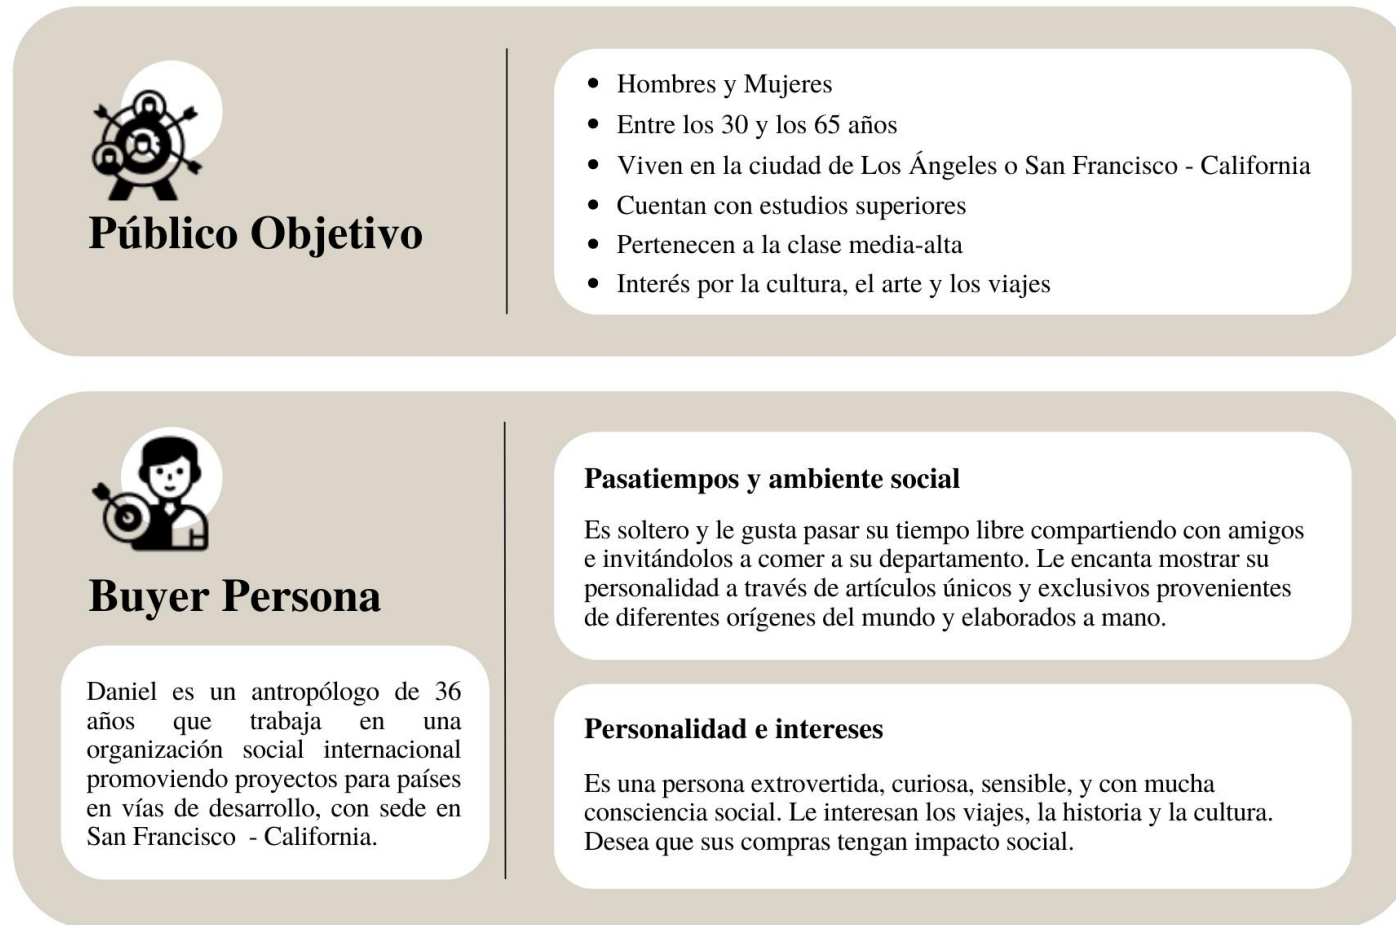 Público Objetivo
• Hombres y Mujeres
• Entre los 30 y los 65 años
• Viven en la ciudad de Los Ángeles o San Francisco - California
• Cuentan con estudios superiores
• Pertenecen a la clase media-alta
• Interés por la cultura, el arte y los viajes
Buyer Persona
Daniel es un antropólogo de 36
años que trabaja en una
organización social internacional
promoviendo proyectos para países
en vías de desarrollo, con sede en
San Francisco - California.
Pasatiempos y ambiente social
Es soltero y le gusta pasar su tiempo libre compartiendo con amigos
e invitándolos a comer a su departamento. Le encanta mostrar su
personalidad a través de artículos únicos y exclusivos provenientes
de diferentes orígenes del mundo y elaborados a mano.
Personalidad e intereses
Es una persona extrovertida, curiosa, sensible, y con mucha
consciencia social. Le interesan los viajes, la historia y la cultura.
Desea que sus compras tengan impacto social.